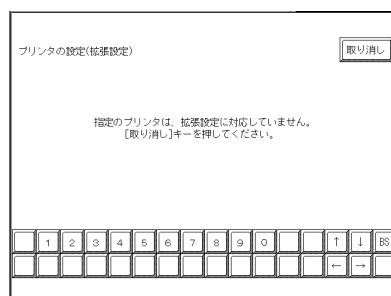 プリンタの設定(拡張設定)
取り消し
指定のプリンタは、拡張設定に対応していません。
[取り消し]キーを押してください。
1 2 3 4 5 6 7 8 9 0 ↑ ↓ BS
← →